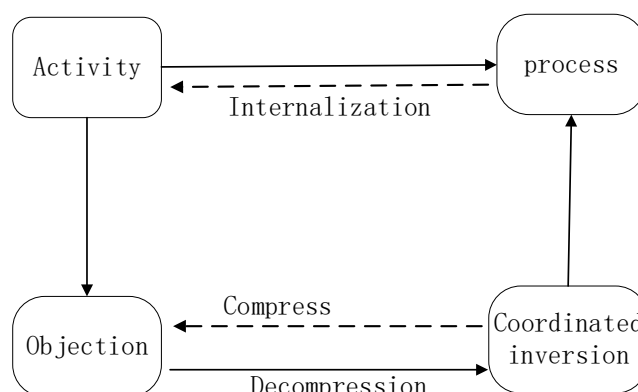 Activity
process
Internalization
Compress
Objection
Coordinated
inversion
Decompression